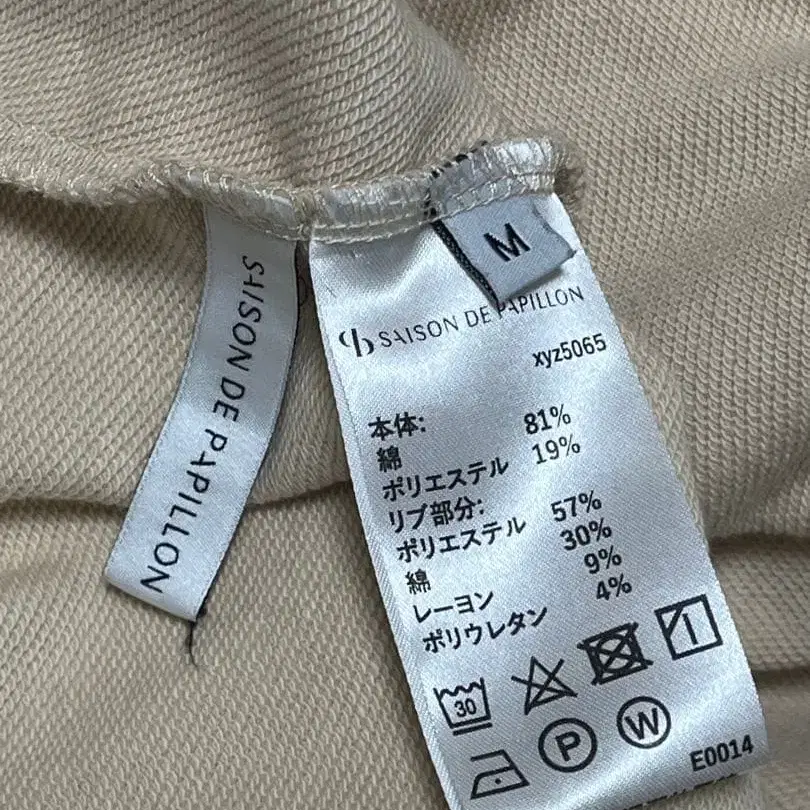 SAISON DE PAPILLON
M
SAISON DE PAPILLON
xyz5065
本体:
綿 81%
ポリエステル 19%
リブ部分:
ポリエステル 57%
綿 30%
レーヨン 9%
ポリウレタン 4%
30
P W
E0014